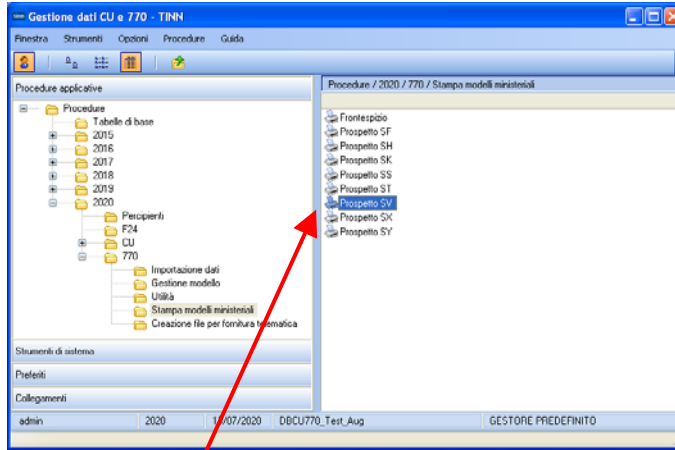 Gestione dati CU e 770 - TINN
Finestra Strumenti Opzioni Procedure Guida
Procedure applicative
Procedure
Tabelle di base
2015
2016
2017
2018
2019
2020
Percipienti
F24
CU
770
Importazione dati
Gestione modello
Utilità
Stampa modelli ministeriali
Creazione file per fornitura telematica
Strumenti di sistema
Preferiti
Collegamenti
Procedure / 2020 / 770 / Stampa modelli ministeriali
Frontespizio
Prospetto SF
Prospetto SH
Prospetto SK
Prospetto SS
Prospetto ST
Prospetto SV
Prospetto SX
Prospetto SY
admin 2020 /07/2020 DBCU770_Test_Aug GESTORE PREDEFINITO